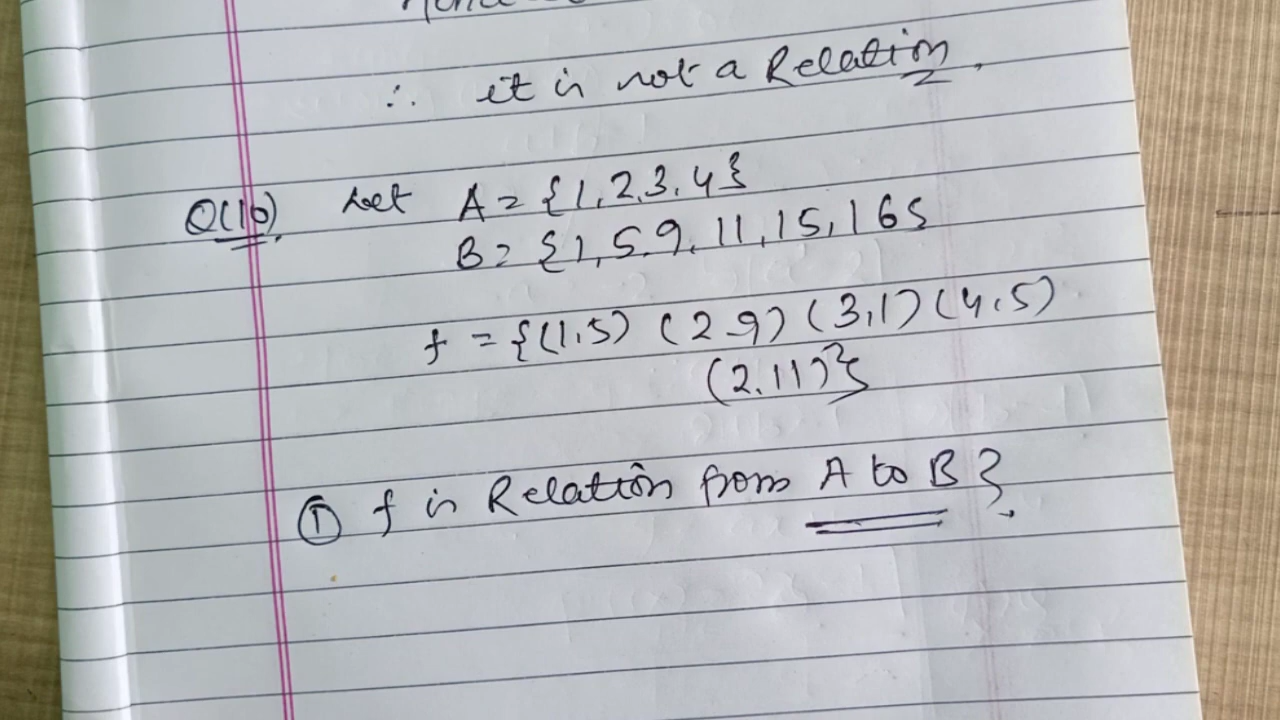 ∴ it is not a Relation.
Q(10). Let A = {1, 2, 3, 4}
B = {1, 5, 9, 11, 15, 16}
f = {(1,5) (2,9) (3,1) (4,5)
(2,11)}
① f is Relation from A to B?